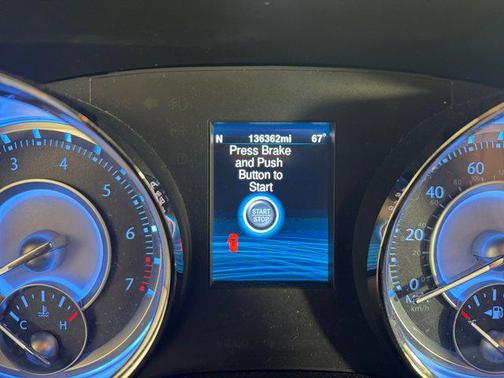 N 136362mi 67°
Press Brake
and Push
Button to
Start
START
STOP
3 4 5 6 7
C H
40
20
0
km/h